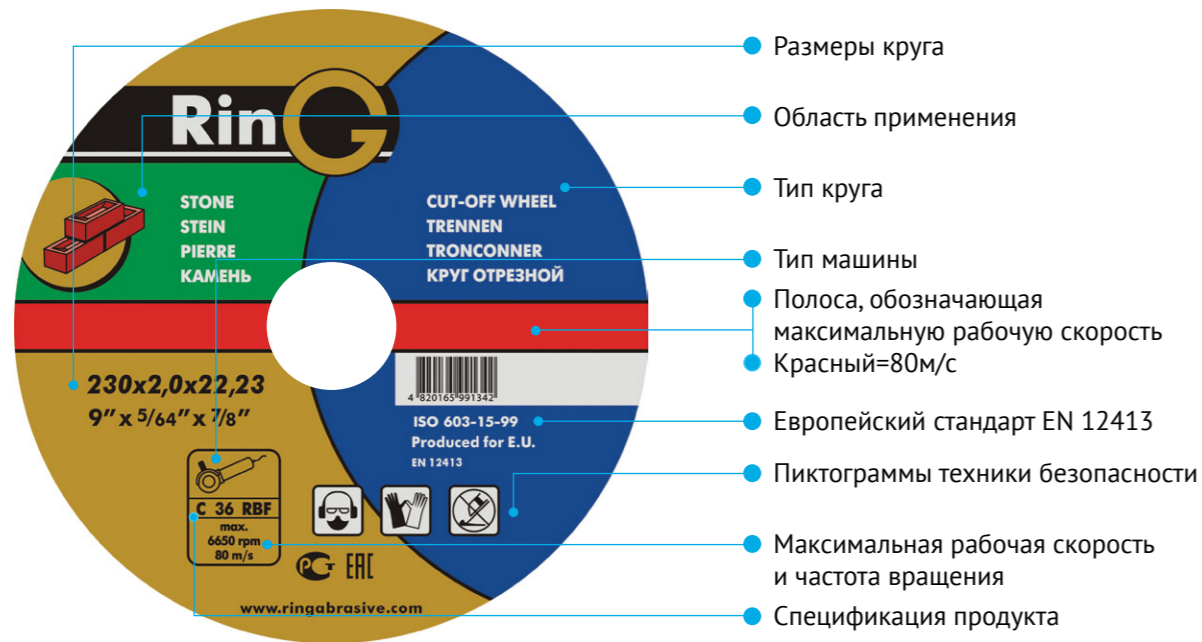 RinG
STONE
STEIN
PIERRE
КАМЕНЬ
CUT-OFF WHEEL
TRENNEN
TRONCONNER
КРУГ ОТРЕЗНОЙ
230x2,0x22,23
9" x 5/64" x 7/8"
4 820165 991342
ISO 603-15-99
Produced for E.U.
EN 12413
C 36 RBF
max.
6650 rpm
80 m/s
РСТ EAC
www.ringabrasive.com
Размеры круга
Область применения
Тип круга
Тип машины
Полоса, обозначающая
максимальную рабочую скорость
Красный=80м/с
Европейский стандарт EN 12413
Пиктограммы техники безопасности
Максимальная рабочая скорость
и частота вращения
Спецификация продукта